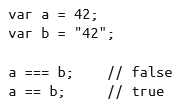 var a = 42;
var b = "42";

a === b;    // false
a == b;     // true